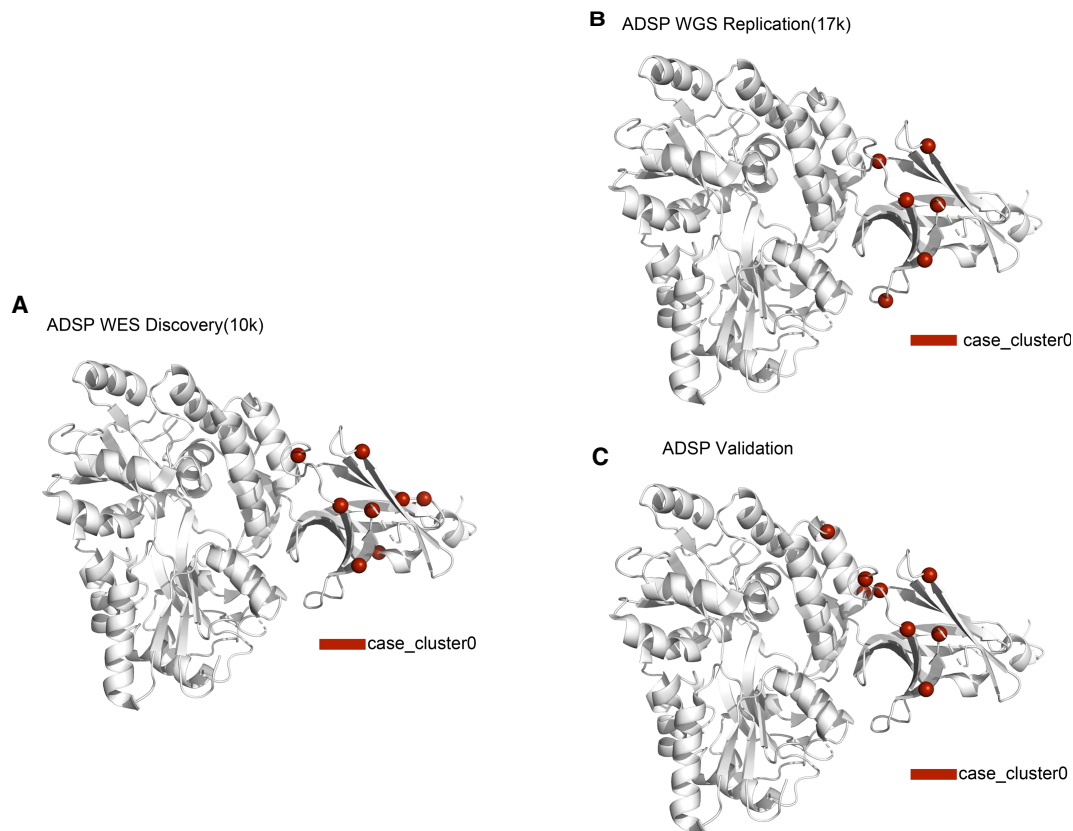 A
ADSP WES Discovery(10k)
case_cluster0
B
ADSP WGS Replication(17k)
case_cluster0
C
ADSP Validation
case_cluster0